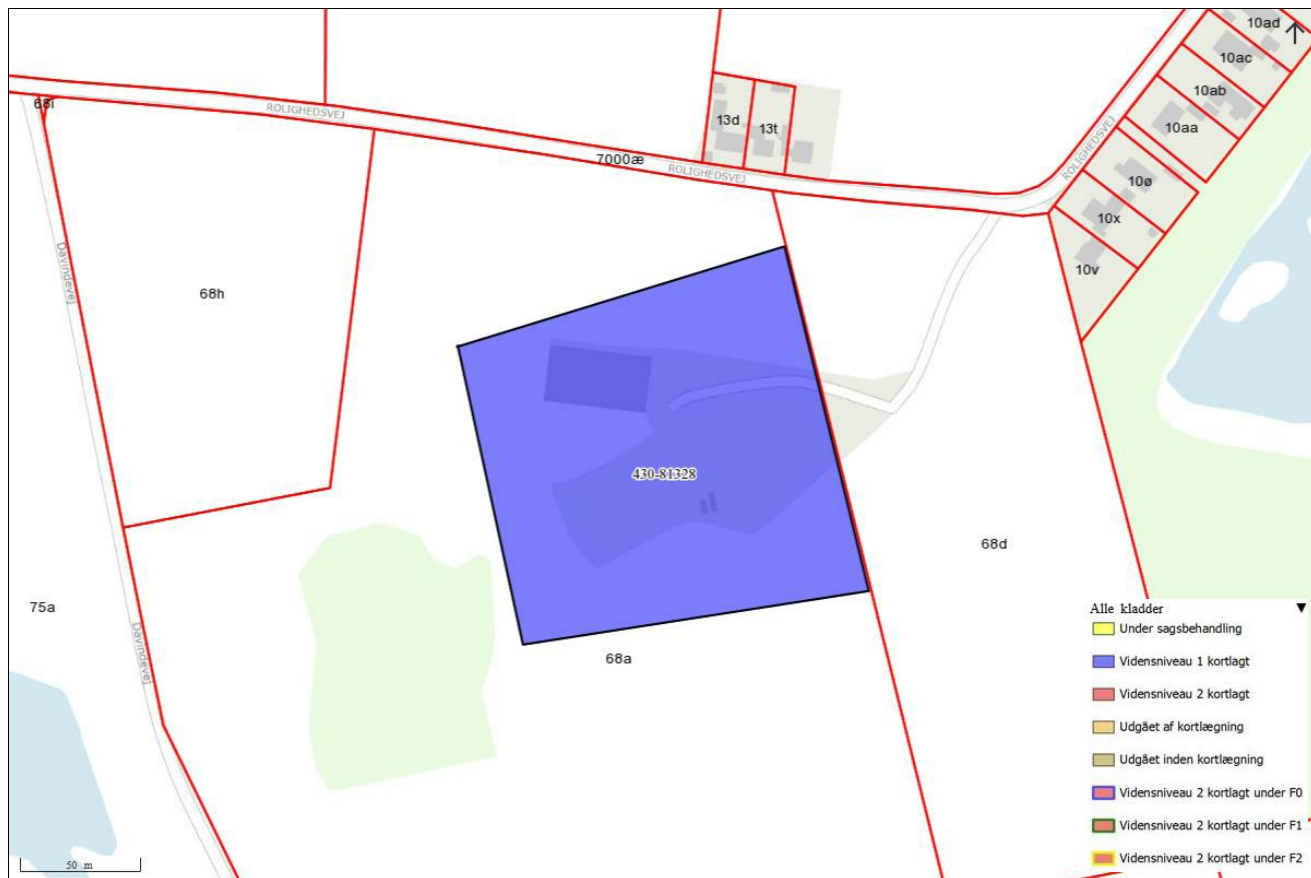 10ad
10ac
68i
ROLIGHEDSVEJ
10ab
13d
13t
10aa
7000æ
ROLIGHEDSVEJ
ROLIGHEDSVEJ
10ø
10x
Davindevej
10v
68h
430-81328
68d
75a
Davindevej
68a
Alle kladder
Under sagsbehandling
Vidensniveau 1 kortlagt
Vidensniveau 2 kortlagt
Udgået af kortlægning
Udgået inden kortlægning
Vidensniveau 2 kortlagt under F0
Vidensniveau 2 kortlagt under F1
Vidensniveau 2 kortlagt under F2
50 m